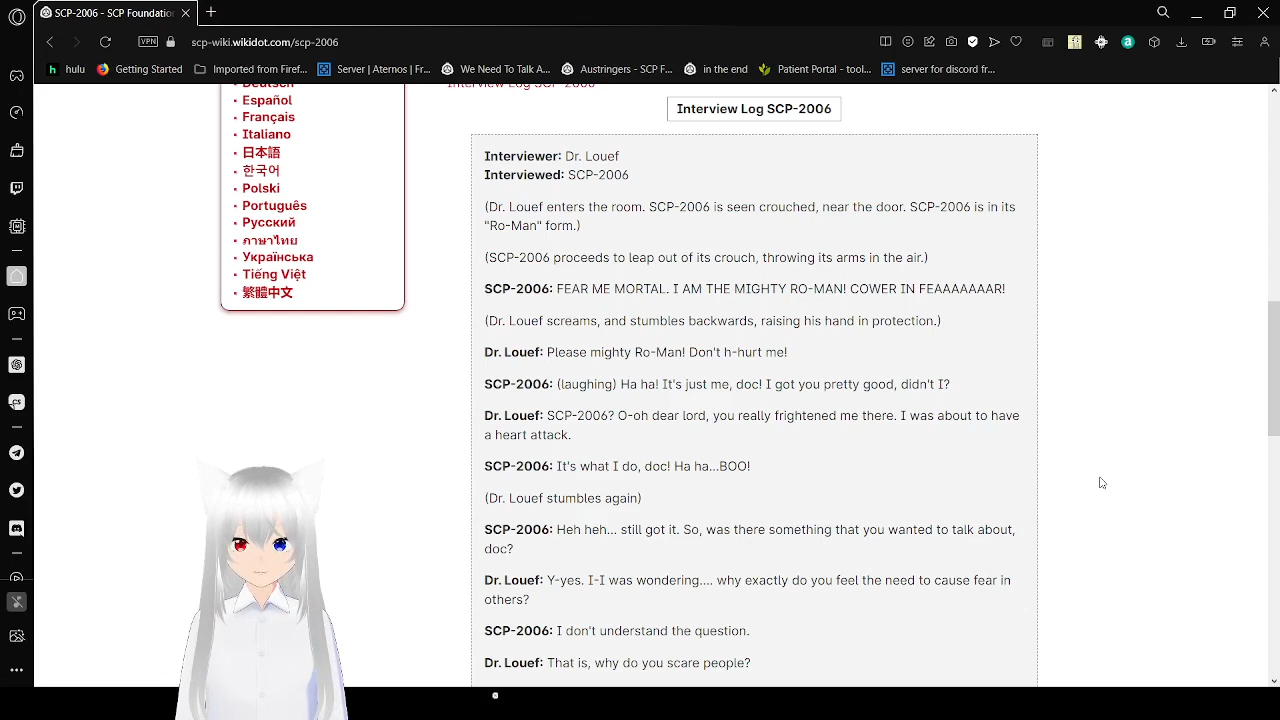 SCP-2006 - SCP Foundation
scp-wiki.wikidot.com/scp-2006
VPN
hulu
Getting Started
Imported from Firef...
Server | Aternos | Fr...
We Need To Talk A...
Austringers - SCP F...
in the end
Patient Portal - tool...
server for discord fr...
Deutsch
Español
Français
Italiano
日本語
한국어
Polski
Português
Русский
ภาษาไทย
Українська
Tiếng Việt
繁體中文
Interview Log SCP-2006
Interview Log SCP-2006
Interviewer: Dr. Louef
Interviewed: SCP-2006
(Dr. Louef enters the room. SCP-2006 is seen crouched, near the door. SCP-2006 is in its
"Ro-Man" form.)
(SCP-2006 proceeds to leap out of its crouch, throwing its arms in the air.)
SCP-2006: FEAR ME MORTAL. I AM THE MIGHTY RO-MAN! COWER IN FEAAAAAAR!
(Dr. Louef screams, and stumbles backwards, raising his hand in protection.)
Dr. Louef: Please mighty Ro-Man! Don't h-hurt me!
SCP-2006: (laughing) Ha ha! It's just me, doc! I got you pretty good, didn't I?
Dr. Louef: SCP-2006? O-oh dear lord, you really frightened me there. I was about to have
a heart attack.
SCP-2006: It's what I do, doc! Ha ha...BOO!
(Dr. Louef stumbles again)
SCP-2006: Heh heh... still got it. So, was there something that you wanted to talk about,
doc?
Dr. Louef: Y-yes. I-I was wondering.... why exactly do you feel the need to cause fear in
others?
SCP-2006: I don't understand the question.
Dr. Louef: That is, why do you scare people?